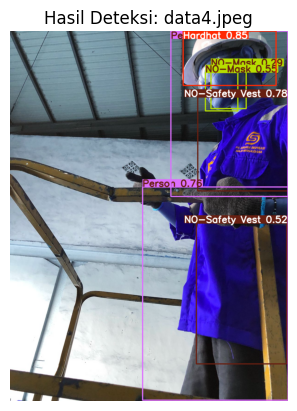 Hasil Deteksi: data4.jpeg
Hardhat 0.85
NO-Mask 0.29
NO-Mask 0.55
NO-Safety Vest 0.78
Person 0.76
NO-Safety Vest 0.52